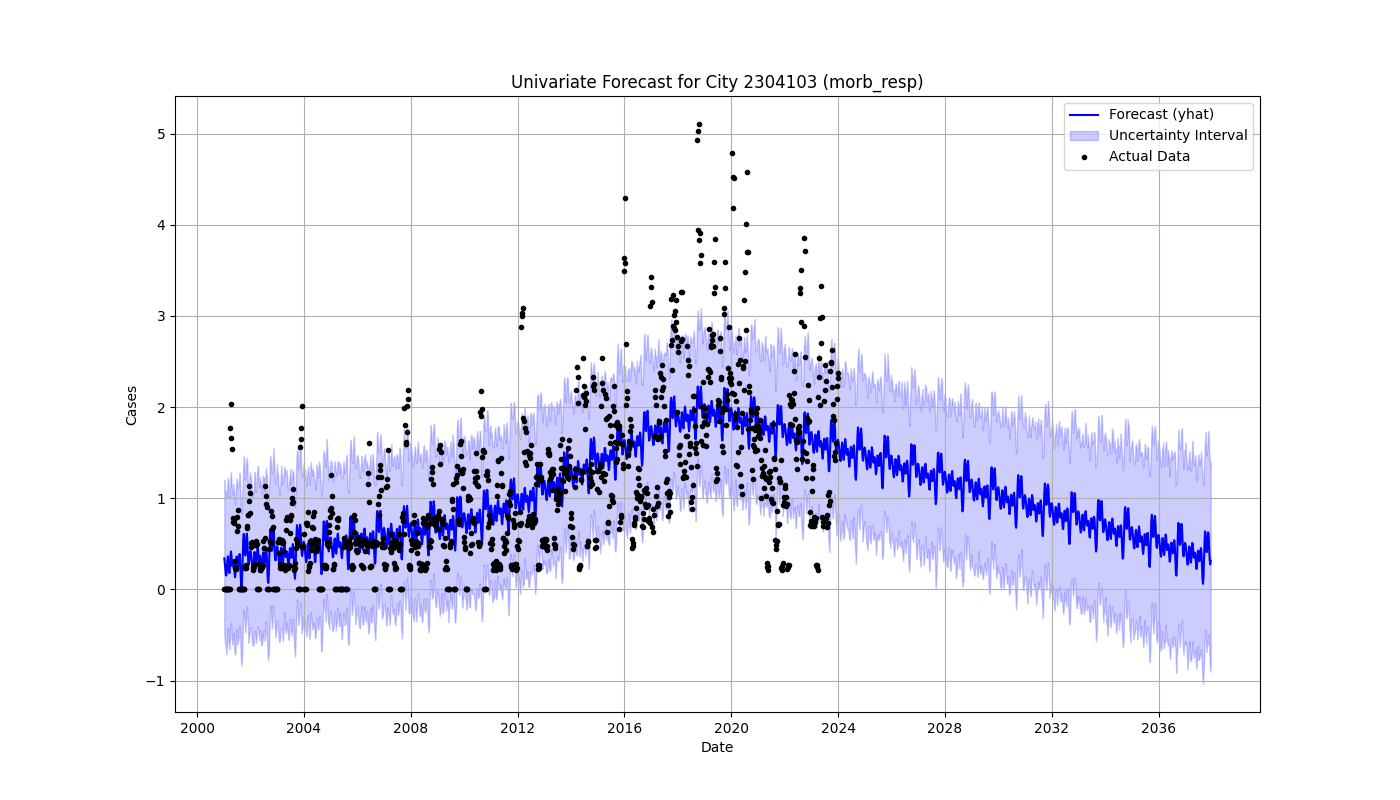 Univariate Forecast for City 2304103 (morb_resp)
Forecast (yhat)
Uncertainty Interval
Actual Data
5
4
3
2
1
0
−1
Cases
2000 2004 2008 2012 2016 2020 2024 2028 2032 2036
Date